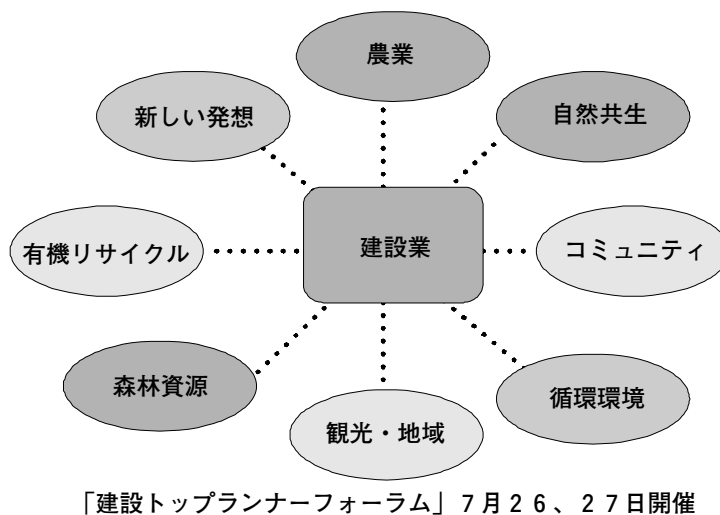 農業
新しい発想
自然共生
建設業
有機リサイクル
コミュニティ
森林資源
循環環境
観光・地域
「建設トップランナーフォーラム」７月２６、２７日開催